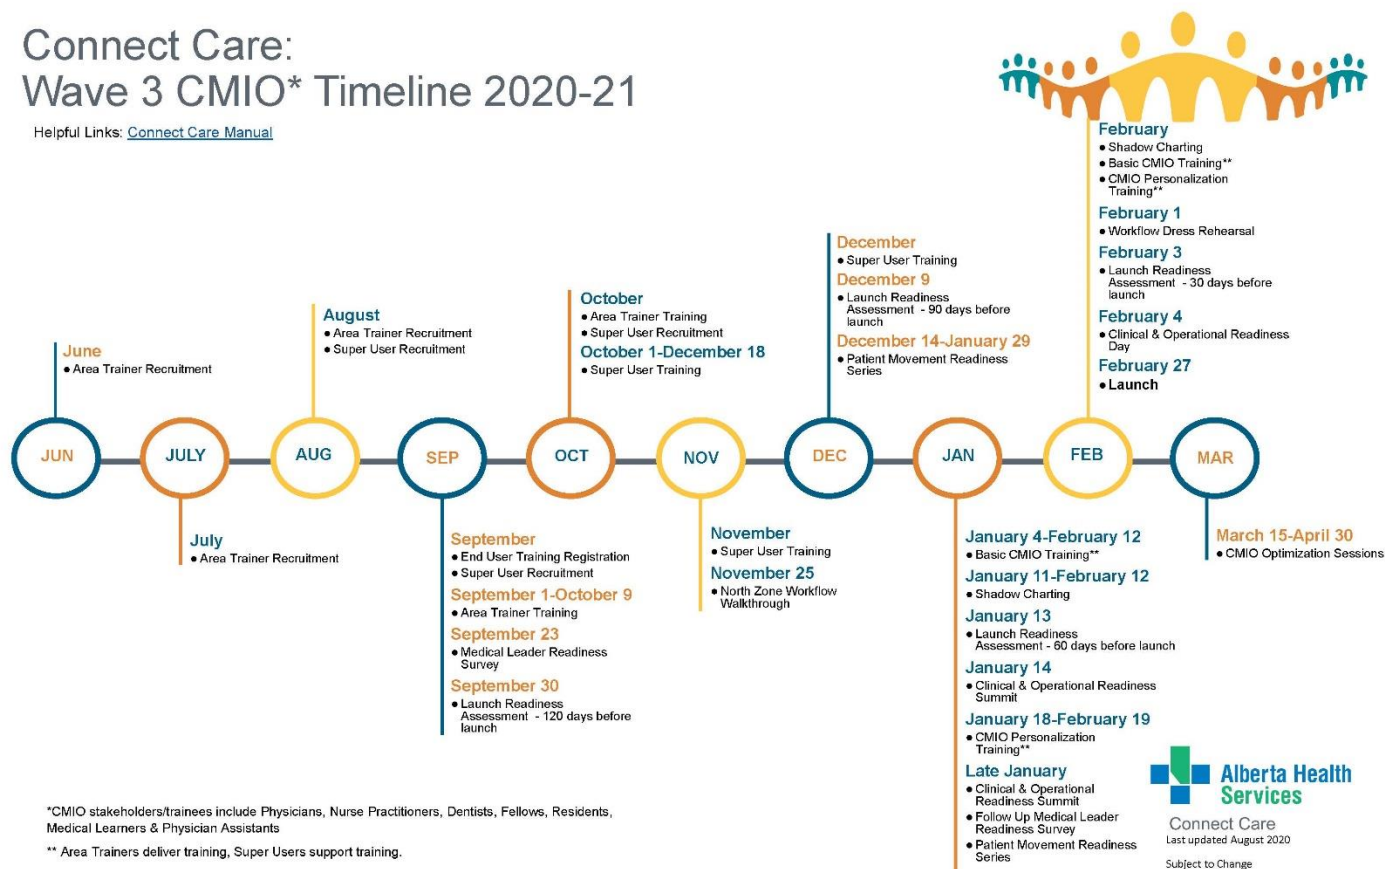 Connect Care:
Wave 3 CMIO* Timeline 2020-21
Helpful Links: Connect Care Manual
June
● Area Trainer Recruitment
August
● Area Trainer Recruitment
● Super User Recruitment
October
● Area Trainer Training
● Super User Recruitment
October 1-December 18
● Super User Training
December
● Super User Training
December 9
● Launch Readiness
Assessment - 90 days before
launch
December 14-January 29
● Patient Movement Readiness
Series
February
● Shadow Charting
● Basic CMIO Training**
● CMIO Personalization
Training**
February 1
● Workflow Dress Rehearsal
February 3
● Launch Readiness
Assessment - 30 days before
launch
February 4
● Clinical & Operational Readiness
Day
February 27
● Launch
JUN
JULY
AUG
SEP
OCT
NOV
DEC
JAN
FEB
MAR
July
● Area Trainer Recruitment
September
● End User Training Registration
● Super User Recruitment
September 1-October 9
● Area Trainer Training
September 23
● Medical Leader Readiness
Survey
September 30
● Launch Readiness
Assessment - 120 days before
launch
November
● Super User Training
November 25
● North Zone Workflow
Walkthrough
January 4-February 12
● Basic CMIO Training**
January 11-February 12
● Shadow Charting
January 13
● Launch Readiness
Assessment - 60 days before launch
January 14
● Clinical & Operational Readiness
Summit
January 18-February 19
● CMIO Personalization
Training**
Late January
● Clinical & Operational
Readiness Summit
● Follow Up Medical Leader
Readiness Survey
● Patient Movement Readiness
Series
March 15-April 30
● CMIO Optimization Sessions
*CMIO stakeholders/trainees include Physicians, Nurse Practitioners, Dentists, Fellows, Residents,
Medical Learners & Physician Assistants
** Area Trainers deliver training, Super Users support training.
Alberta Health
Services
Connect Care
Last updated August 2020
Subject to Change